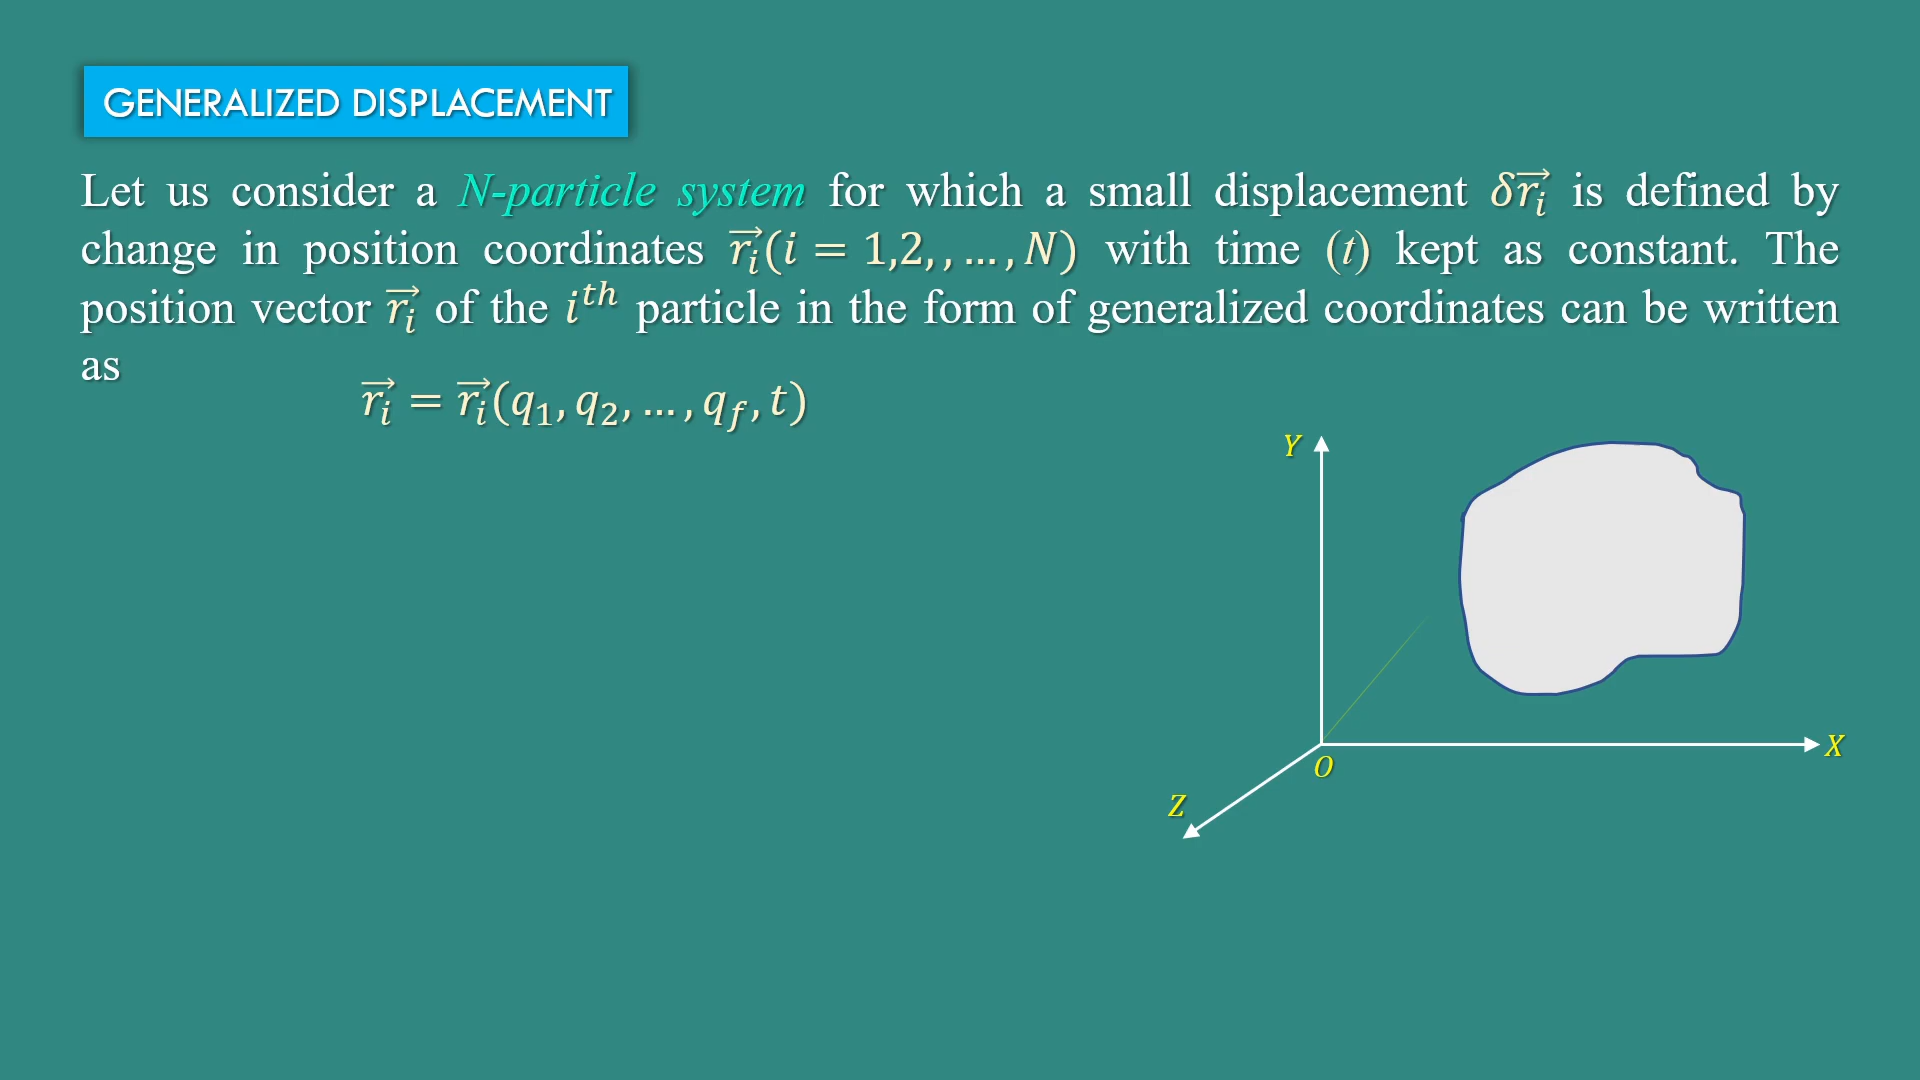 GENERALIZED DISPLACEMENT
Let us consider a N-particle system for which a small displacement δr⃗ᵢ is defined by
change in position coordinates r⃗ᵢ(i = 1,2, , … , N) with time (t) kept as constant. The
position vector r⃗ᵢ of the iᵗʰ particle in the form of generalized coordinates can be written
as
r⃗ᵢ = r⃗ᵢ(q₁, q₂, … , q_f, t)
Y
X
O
Z